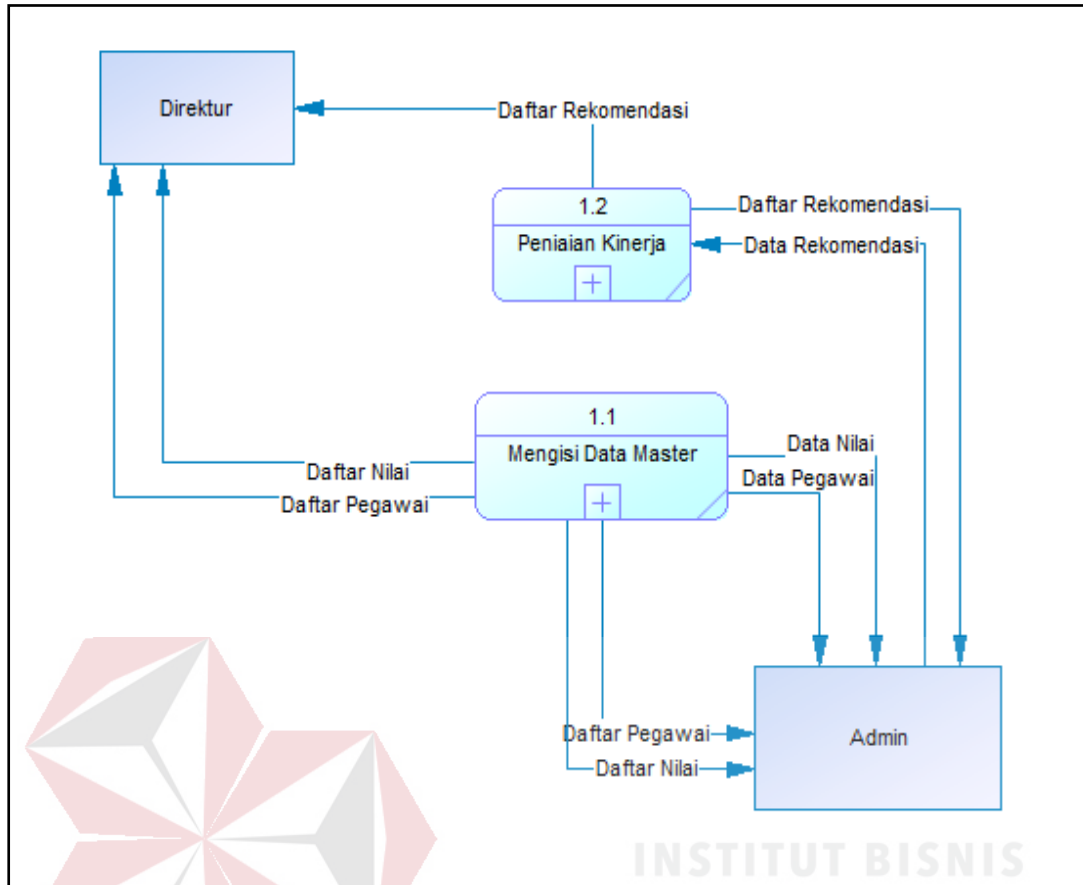 Direktur
Daftar Rekomendasi
1.2
Peniaian Kinerja
Daftar Rekomendasi
Data Rekomendasi
1.1
Mengisi Data Master
Data Nilai
Data Pegawai
Daftar Nilai
Daftar Pegawai
Daftar Pegawai
Daftar Nilai
Admin
INSTITUT BISNIS